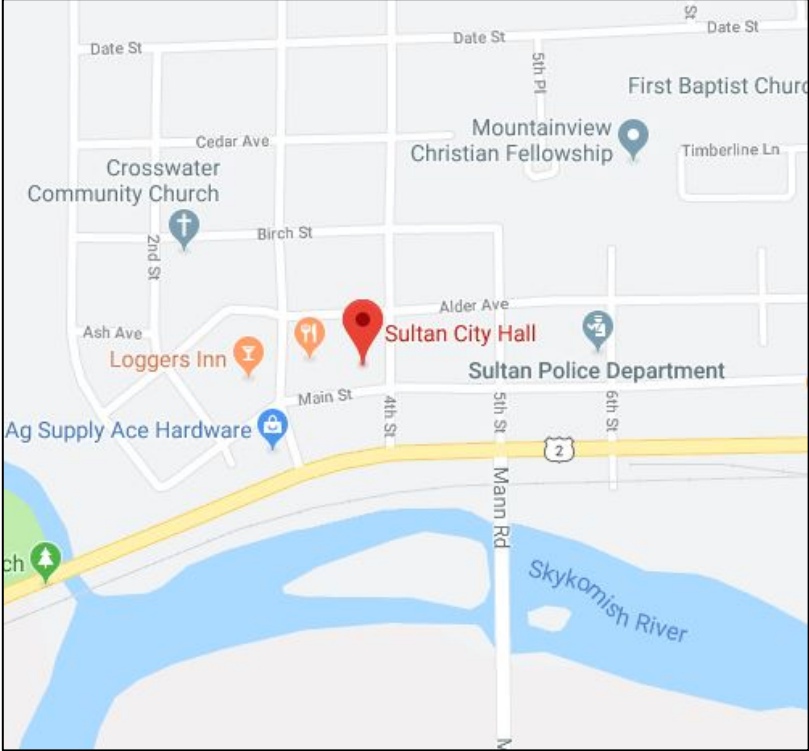 St
Date St
Date St
Date St
5th Pl
First Baptist Churc
Mountainview
Christian Fellowship
Timberline Ln
Cedar Ave
Crosswater
Community Church
Birch St
2nd St
Alder Ave
Ash Ave
Sultan City Hall
Loggers Inn
Sultan Police Department
Main St
4th St
5th St
6th St
Ag Supply Ace Hardware
2
Mann Rd
ch
Skykomish River